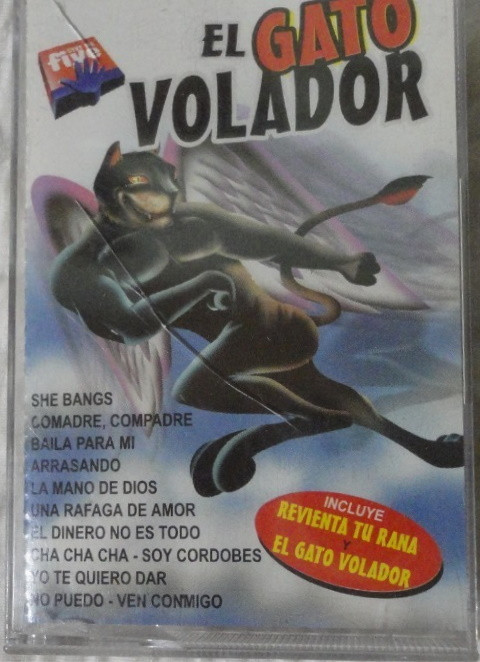 five
EL GATO
VOLADOR
SHE BANGS
COMADRE, COMPADRE
BAILA PARA MI
ARRASANDO
LA MANO DE DIOS
UNA RAFAGA DE AMOR
EL DINERO NO ES TODO
CHA CHA CHA - SOY CORDOBES
YO TE QUIERO DAR
NO PUEDO - VEN CONMIGO
INCLUYE
REVIENTA TU RANA
Y
EL GATO VOLADOR